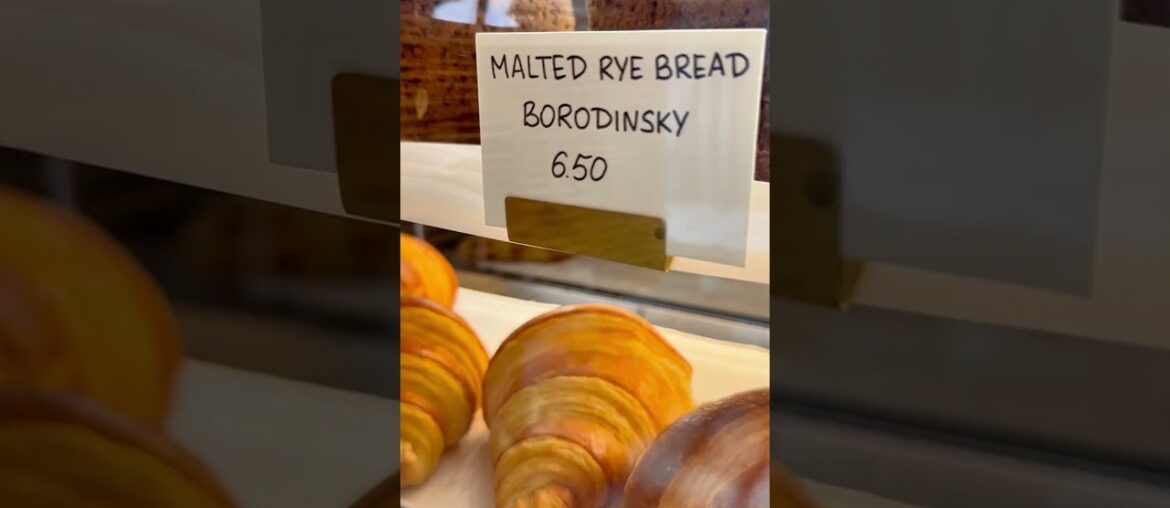 MALTED RYE BREAD
BORODINSKY
6.50